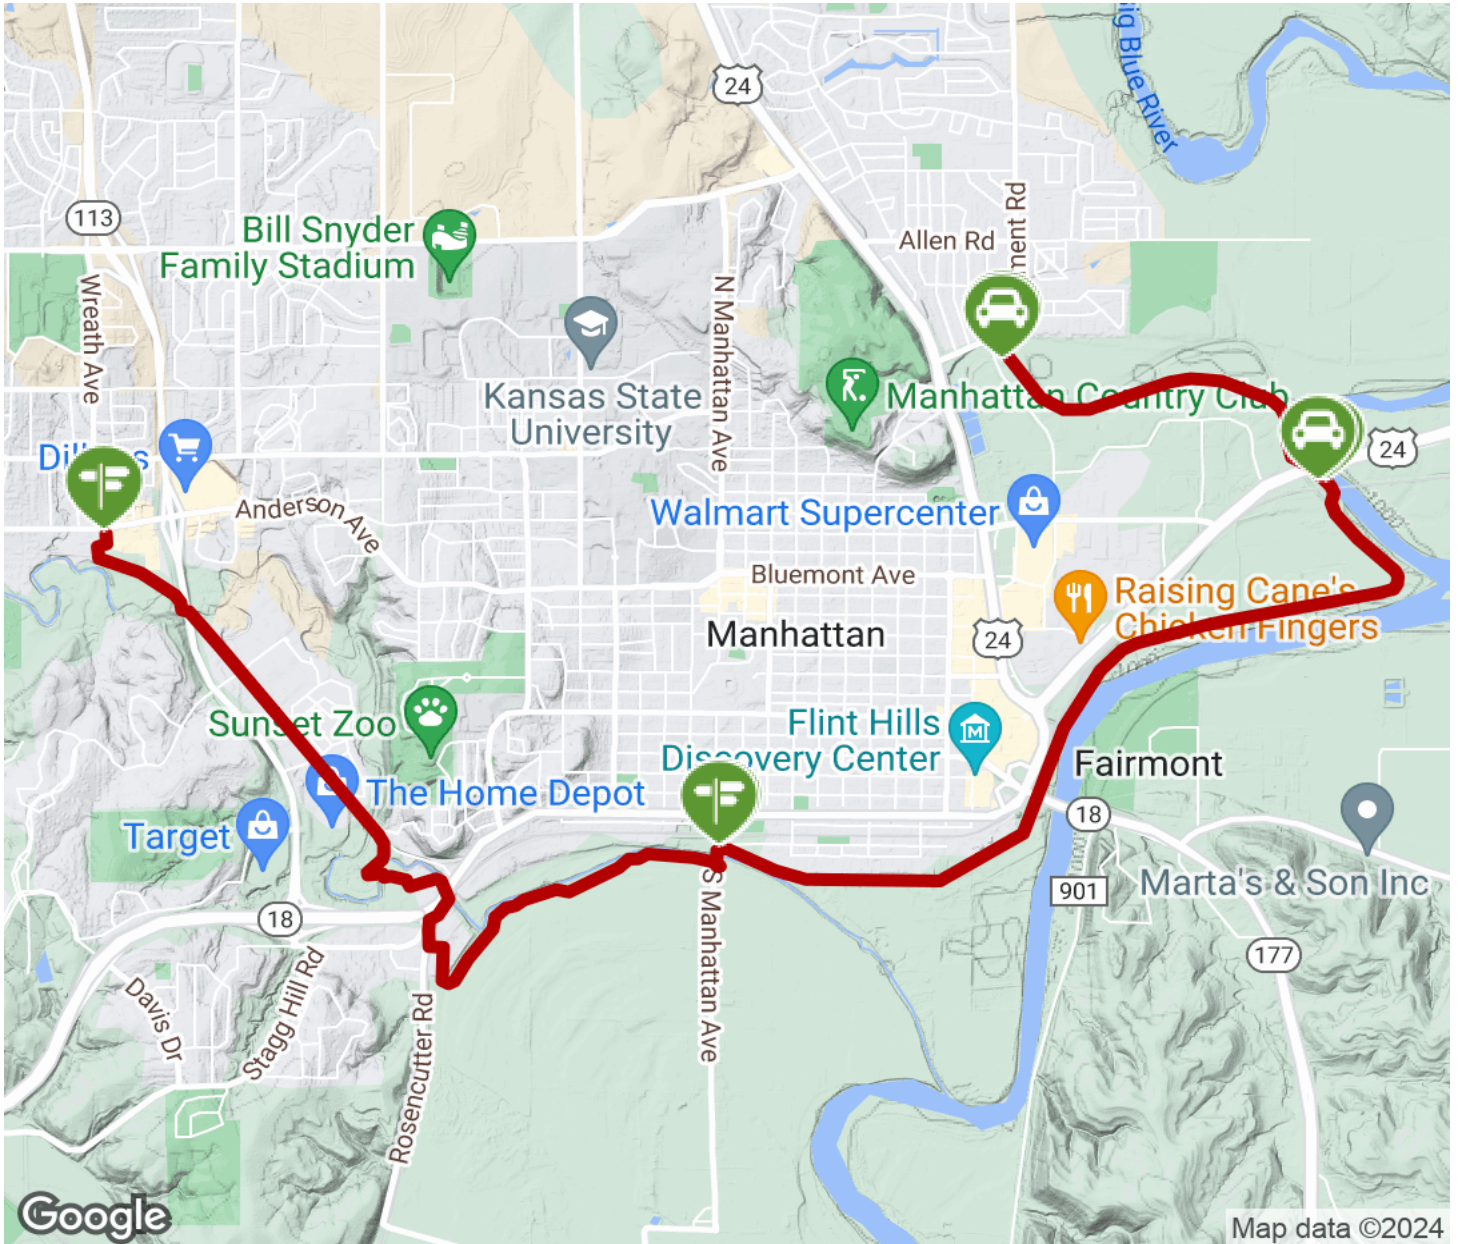 ig Blue River
24
113
Bill Snyder
Family Stadium
Allen Rd
ment Rd
Wreath Ave
N Manhattan Ave
Kansas State
University
Manhattan Country Club
24
Anderson Ave
Walmart Supercenter
Bluemont Ave
Raising Cane's
Chicken Fingers
Manhattan
24
Sunset Zoo
Flint Hills
Discovery Center
Fairmont
The Home Depot
Target
18
Marta's & Son Inc
901
S Manhattan Ave
18
177
Davis Dr
Stagg Hill Rd
Rosencutter Rd
Google
Map data ©2024